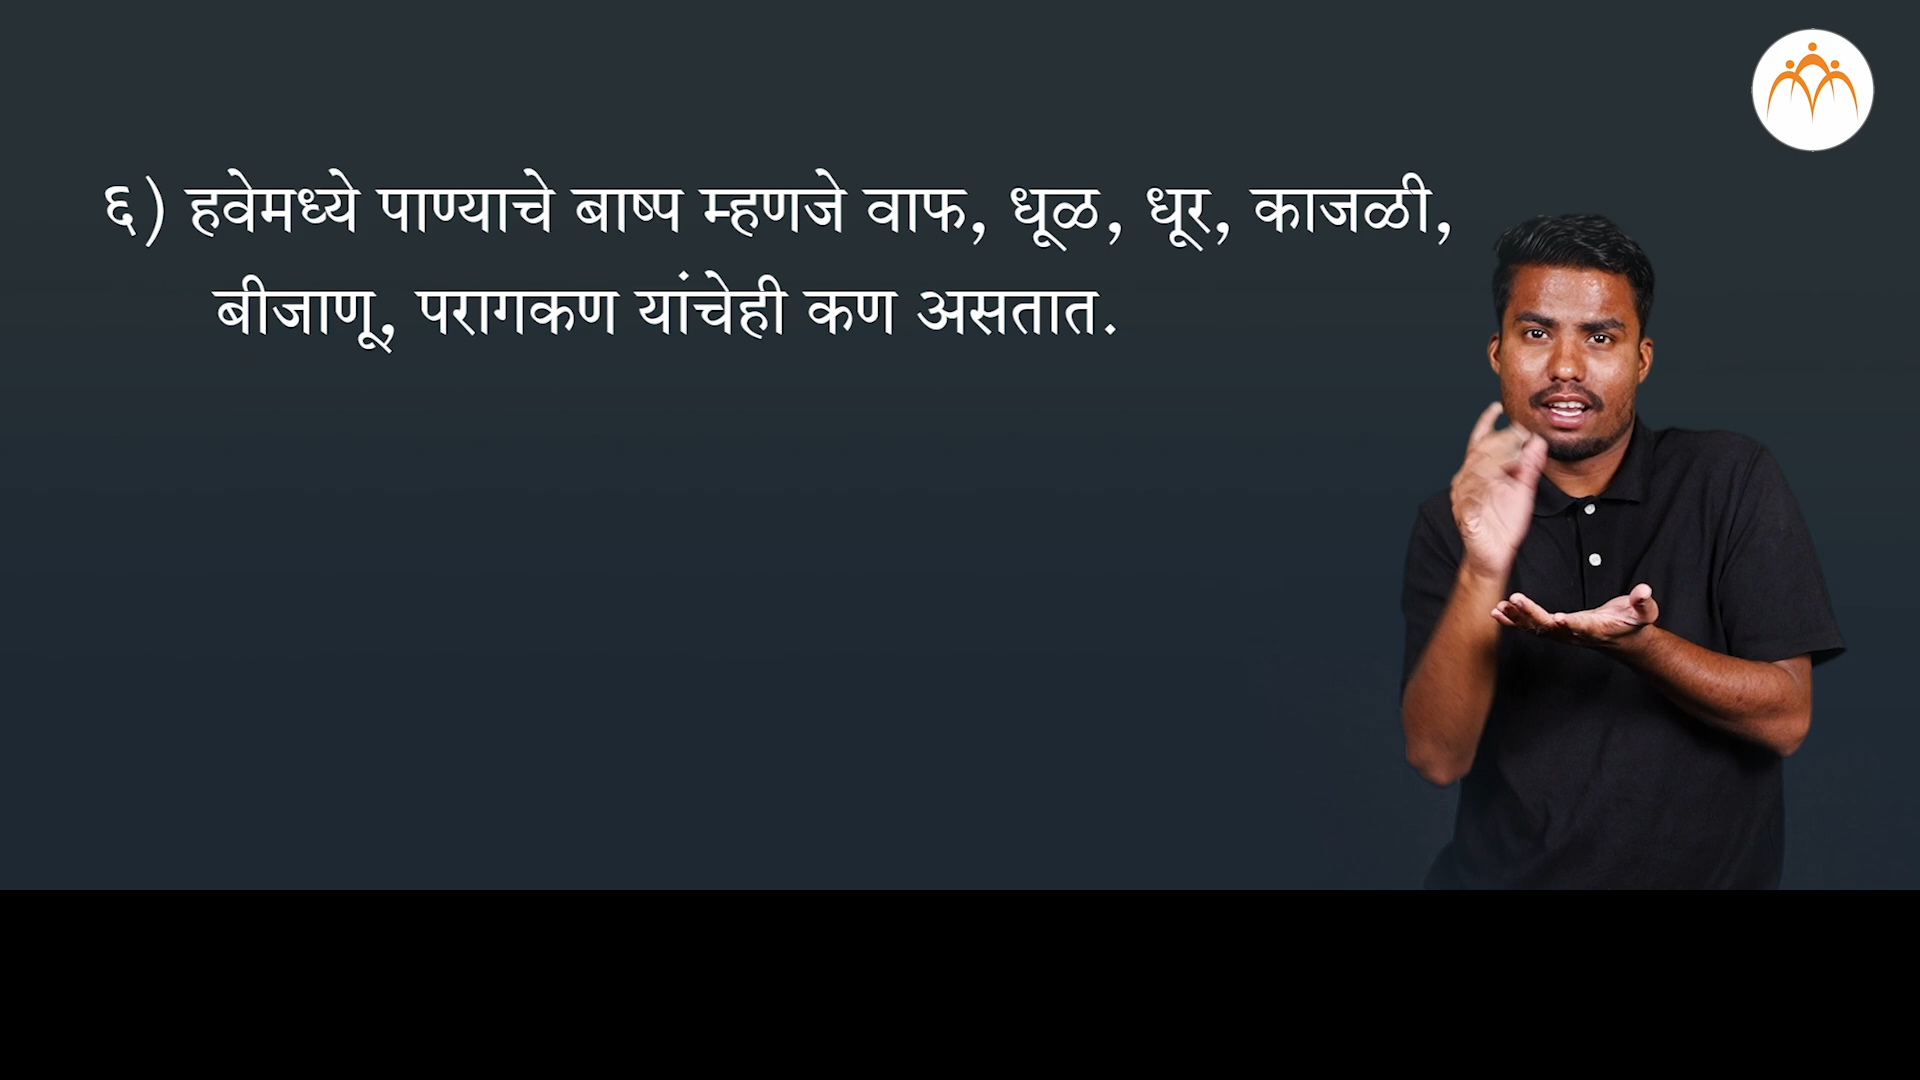 ६) हवेमध्ये पाण्याचे बाष्प म्हणजे वाफ, धूळ, धूर, काजळी,
बीजाणू, परागकण यांचेही कण असतात.